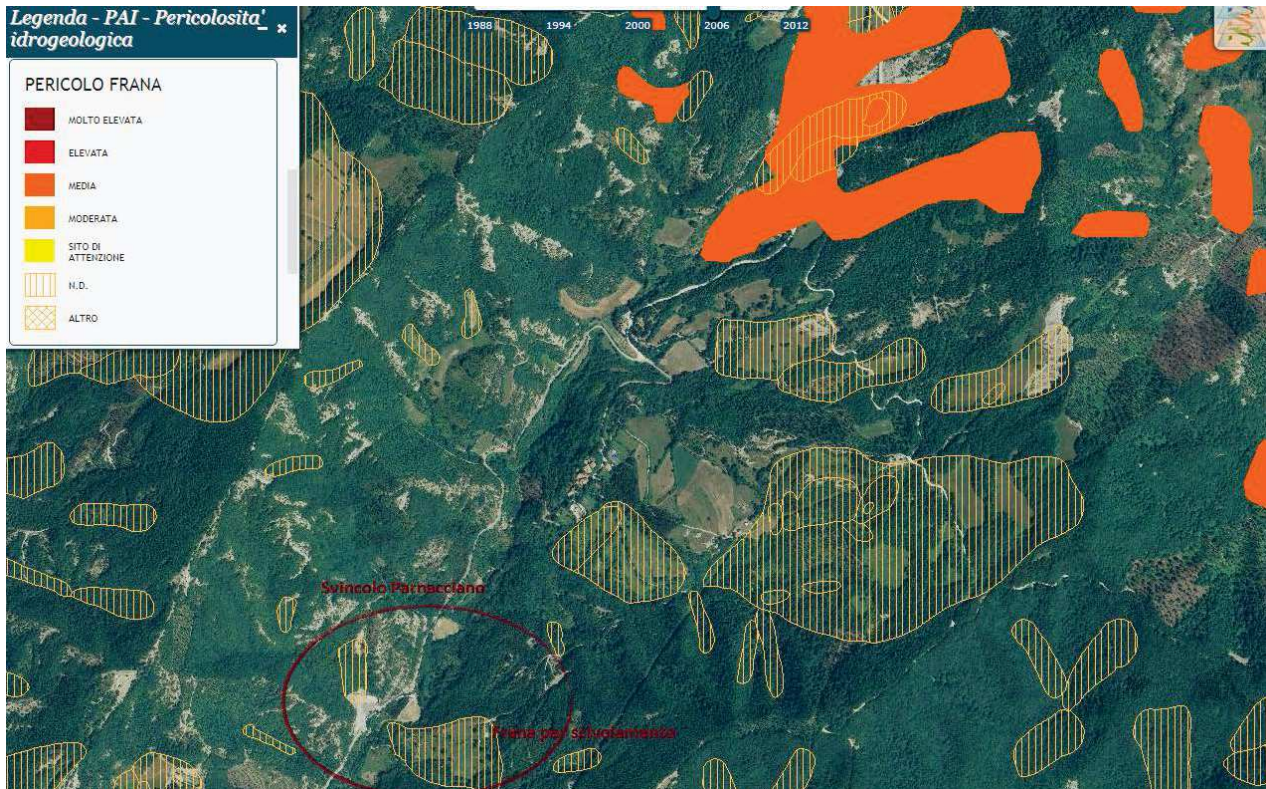 Legenda - PAI - Pericolosita'
idrogeologica
1988
1994
2000
2006
2012
PERICOLO FRANA
MOLTO ELEVATA
ELEVATA
MEDIA
MODERATA
SITO DI
ATTENZIONE
N.D.
ALTRO
Svincolo Parnacciano
Frana per scivolamento